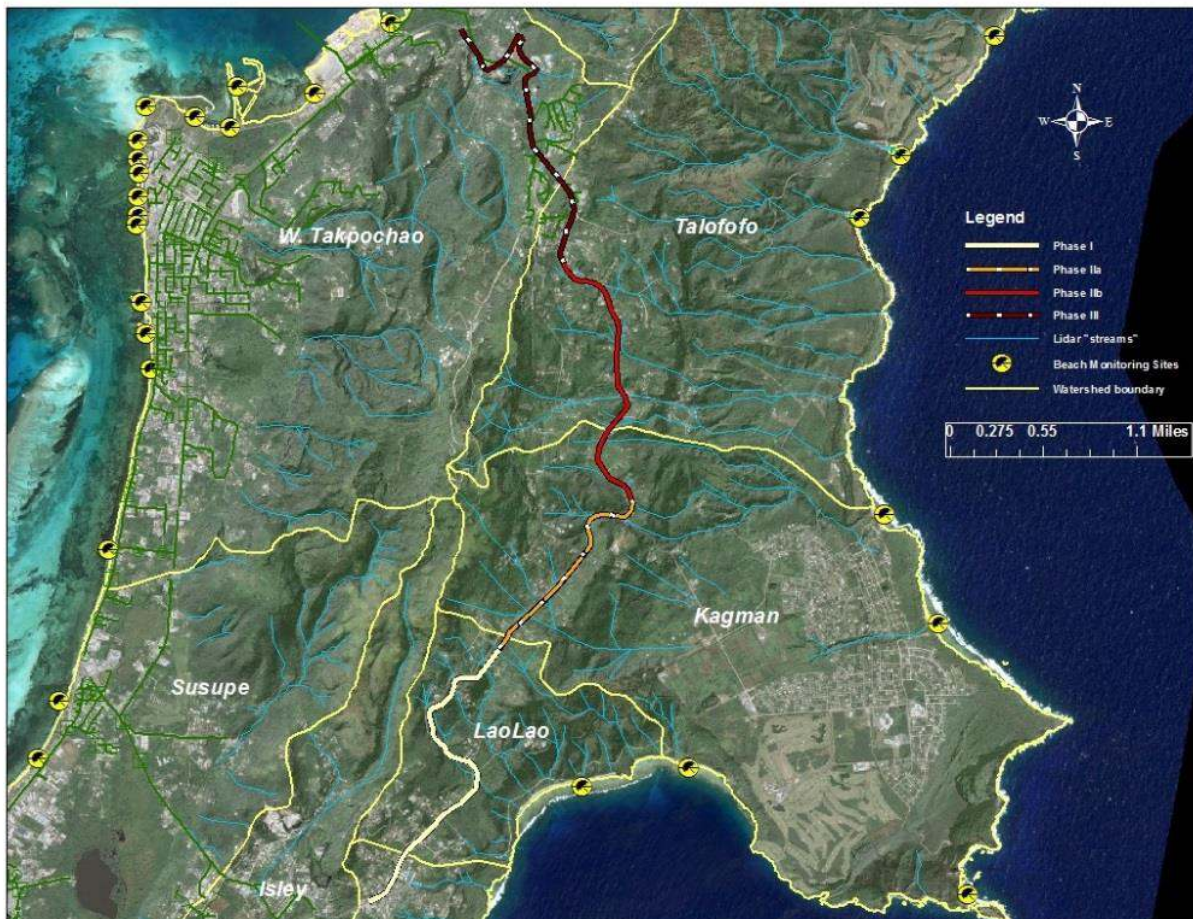 N
W E
S
Legend
Phase I
Phase IIa
Phase IIb
Phase III
Lidar "streams"
Beach Monitoring Sites
Watershed boundary
0 0.275 0.55 1.1 Miles
W. Takpochao
Talofofo
Kagman
Susupe
LaoLao
Isley